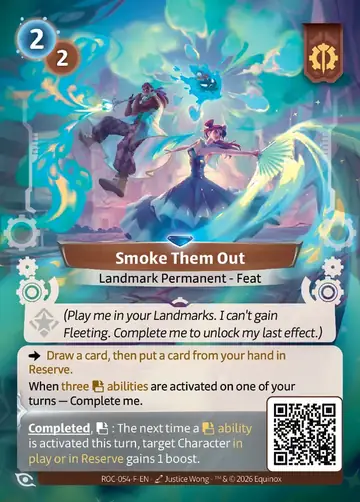 2
2
Smoke Them Out
Landmark Permanent - Feat
(Play me in your Landmarks. I can't gain
Fleeting. Complete me to unlock my last effect.)
Draw a card, then put a card from your hand in
Reserve.
When three abilities are activated on one of your
turns — Complete me.
Completed, : The next time a ability
is activated this turn, target Character in
play or in Reserve gains 1 boost.
ROC-054-F-EN - Justice Wong - ™ & © 2026 Equinox